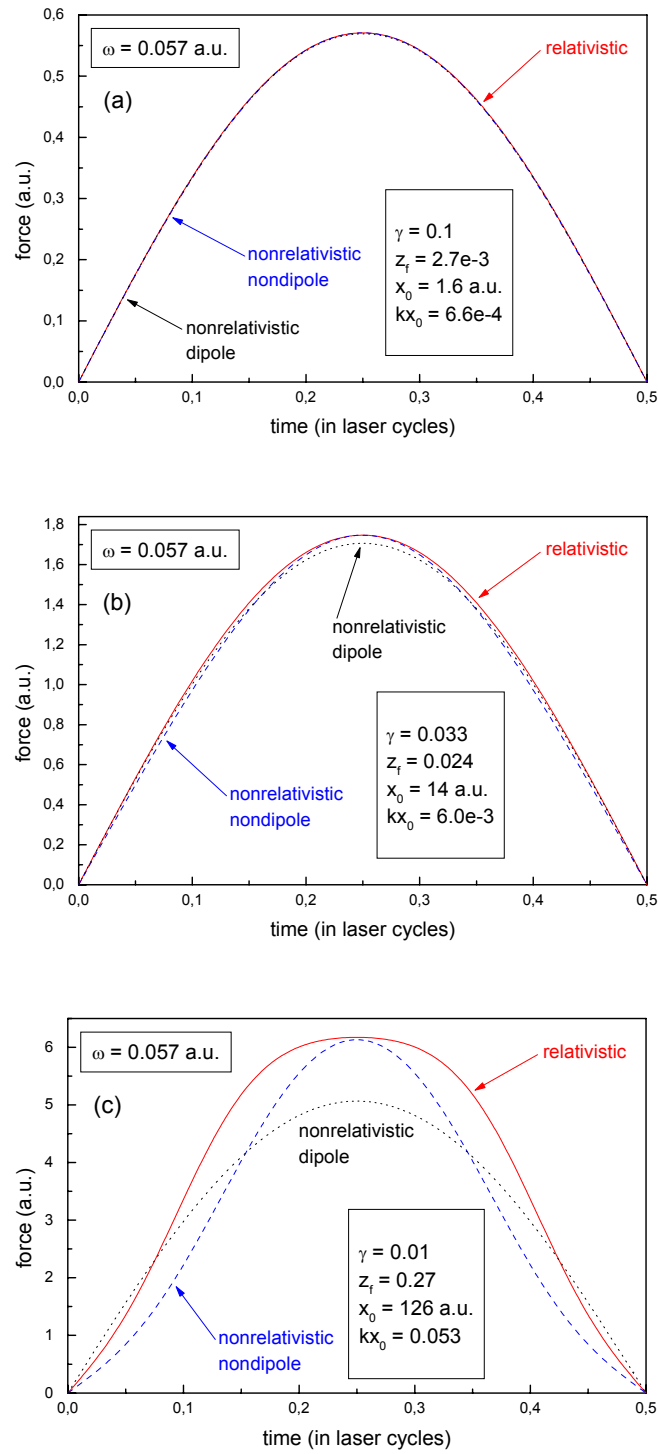 ω = 0.057 a.u.
(a)
relativistic
nonrelativistic
nondipole
nonrelativistic
dipole
γ = 0.1
z_f = 2.7e-3
x_0 = 1.6 a.u.
kx_0 = 6.6e-4
force (a.u.)
0,6
0,5
0,4
0,3
0,2
0,1
0,0
0,0 0,1 0,2 0,3 0,4 0,5
time (in laser cycles)
ω = 0.057 a.u.
(b)
relativistic
nonrelativistic
dipole
nonrelativistic
nondipole
γ = 0.033
z_f = 0.024
x_0 = 14 a.u.
kx_0 = 6.0e-3
force (a.u.)
1,8
1,6
1,4
1,2
1,0
0,8
0,6
0,4
0,2
0,0
0,0 0,1 0,2 0,3 0,4 0,5
time (in laser cycles)
ω = 0.057 a.u.
(c)
relativistic
nonrelativistic
dipole
nonrelativistic
nondipole
γ = 0.01
z_f = 0.27
x_0 = 126 a.u.
kx_0 = 0.053
force (a.u.)
6
5
4
3
2
1
0
0,0 0,1 0,2 0,3 0,4 0,5
time (in laser cycles)